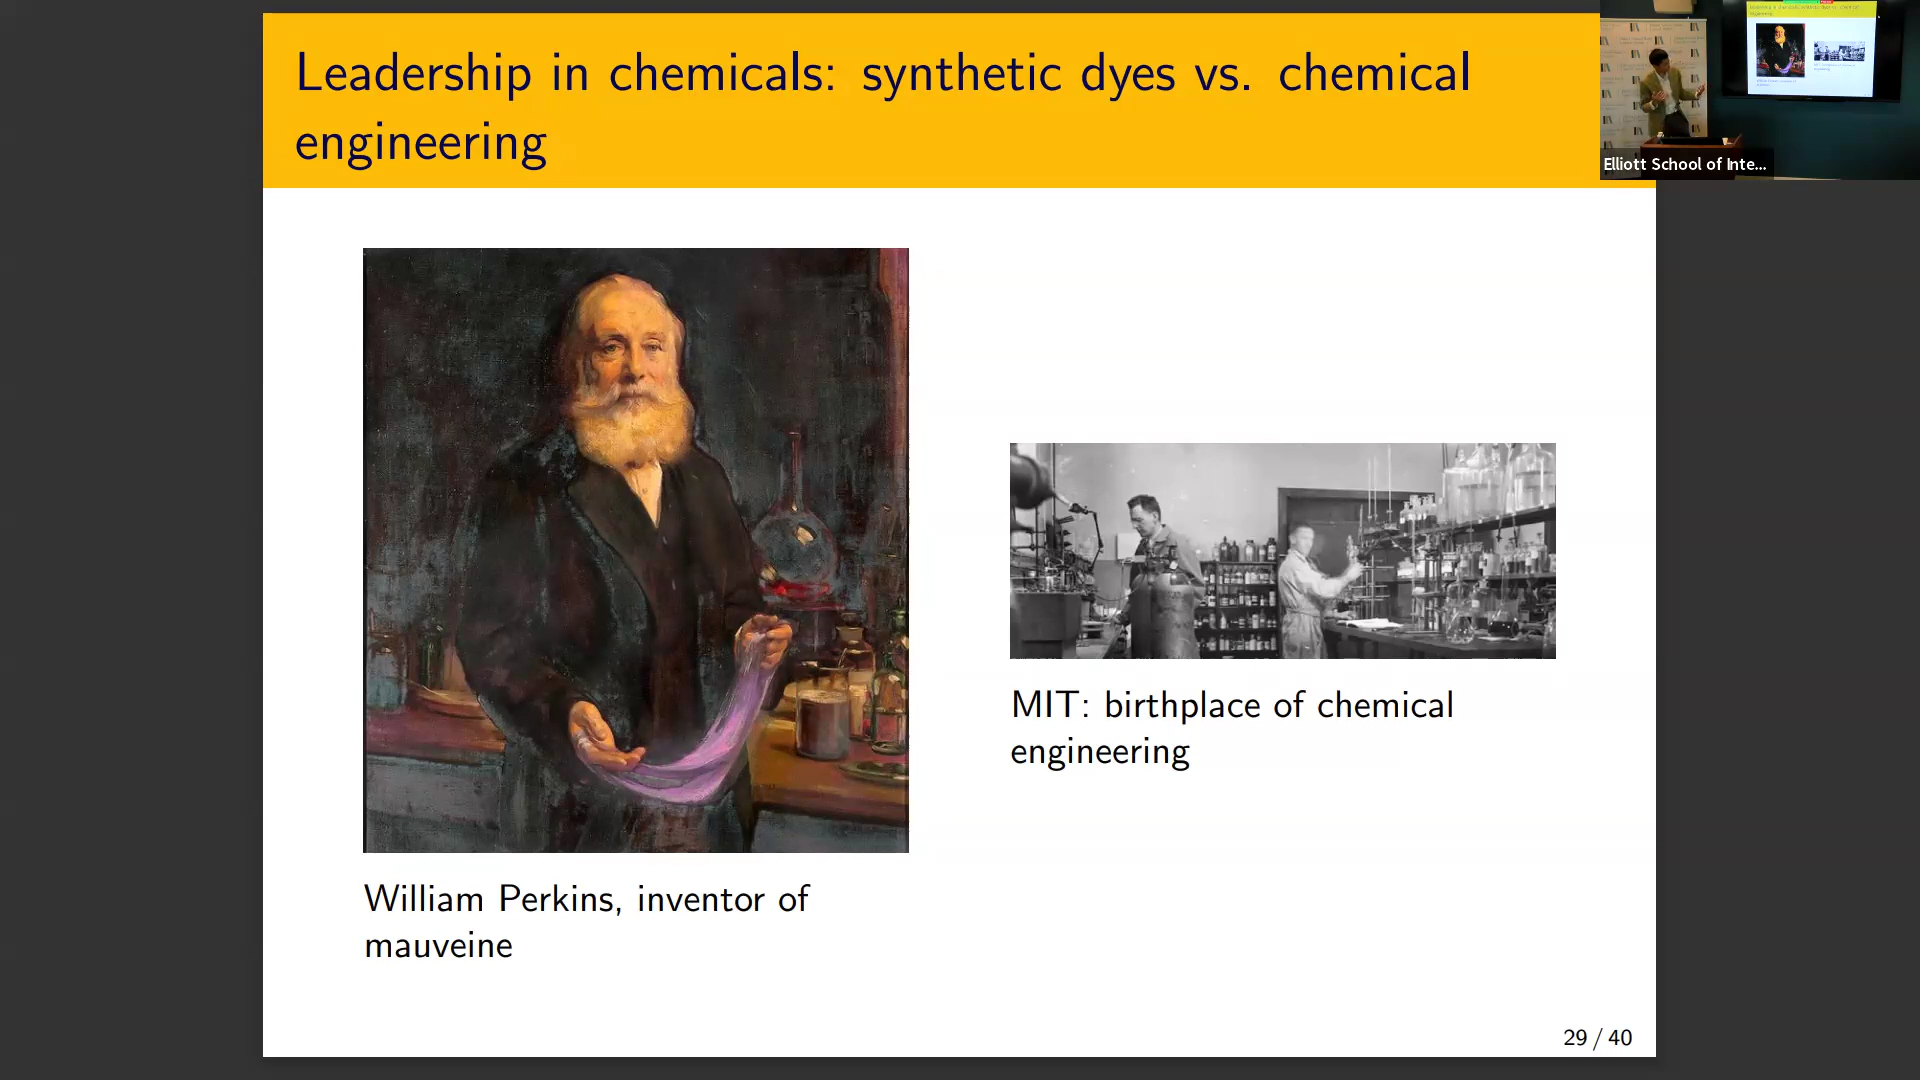 Leadership in chemicals: synthetic dyes vs. chemical
engineering
Elliott School of Inte...
MIT: birthplace of chemical
engineering
William Perkins, inventor of
mauveine
29 / 40